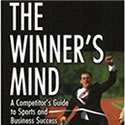 THE
WINNER'S
MIND
A Competitor's Guide
to Sports and
Business Success